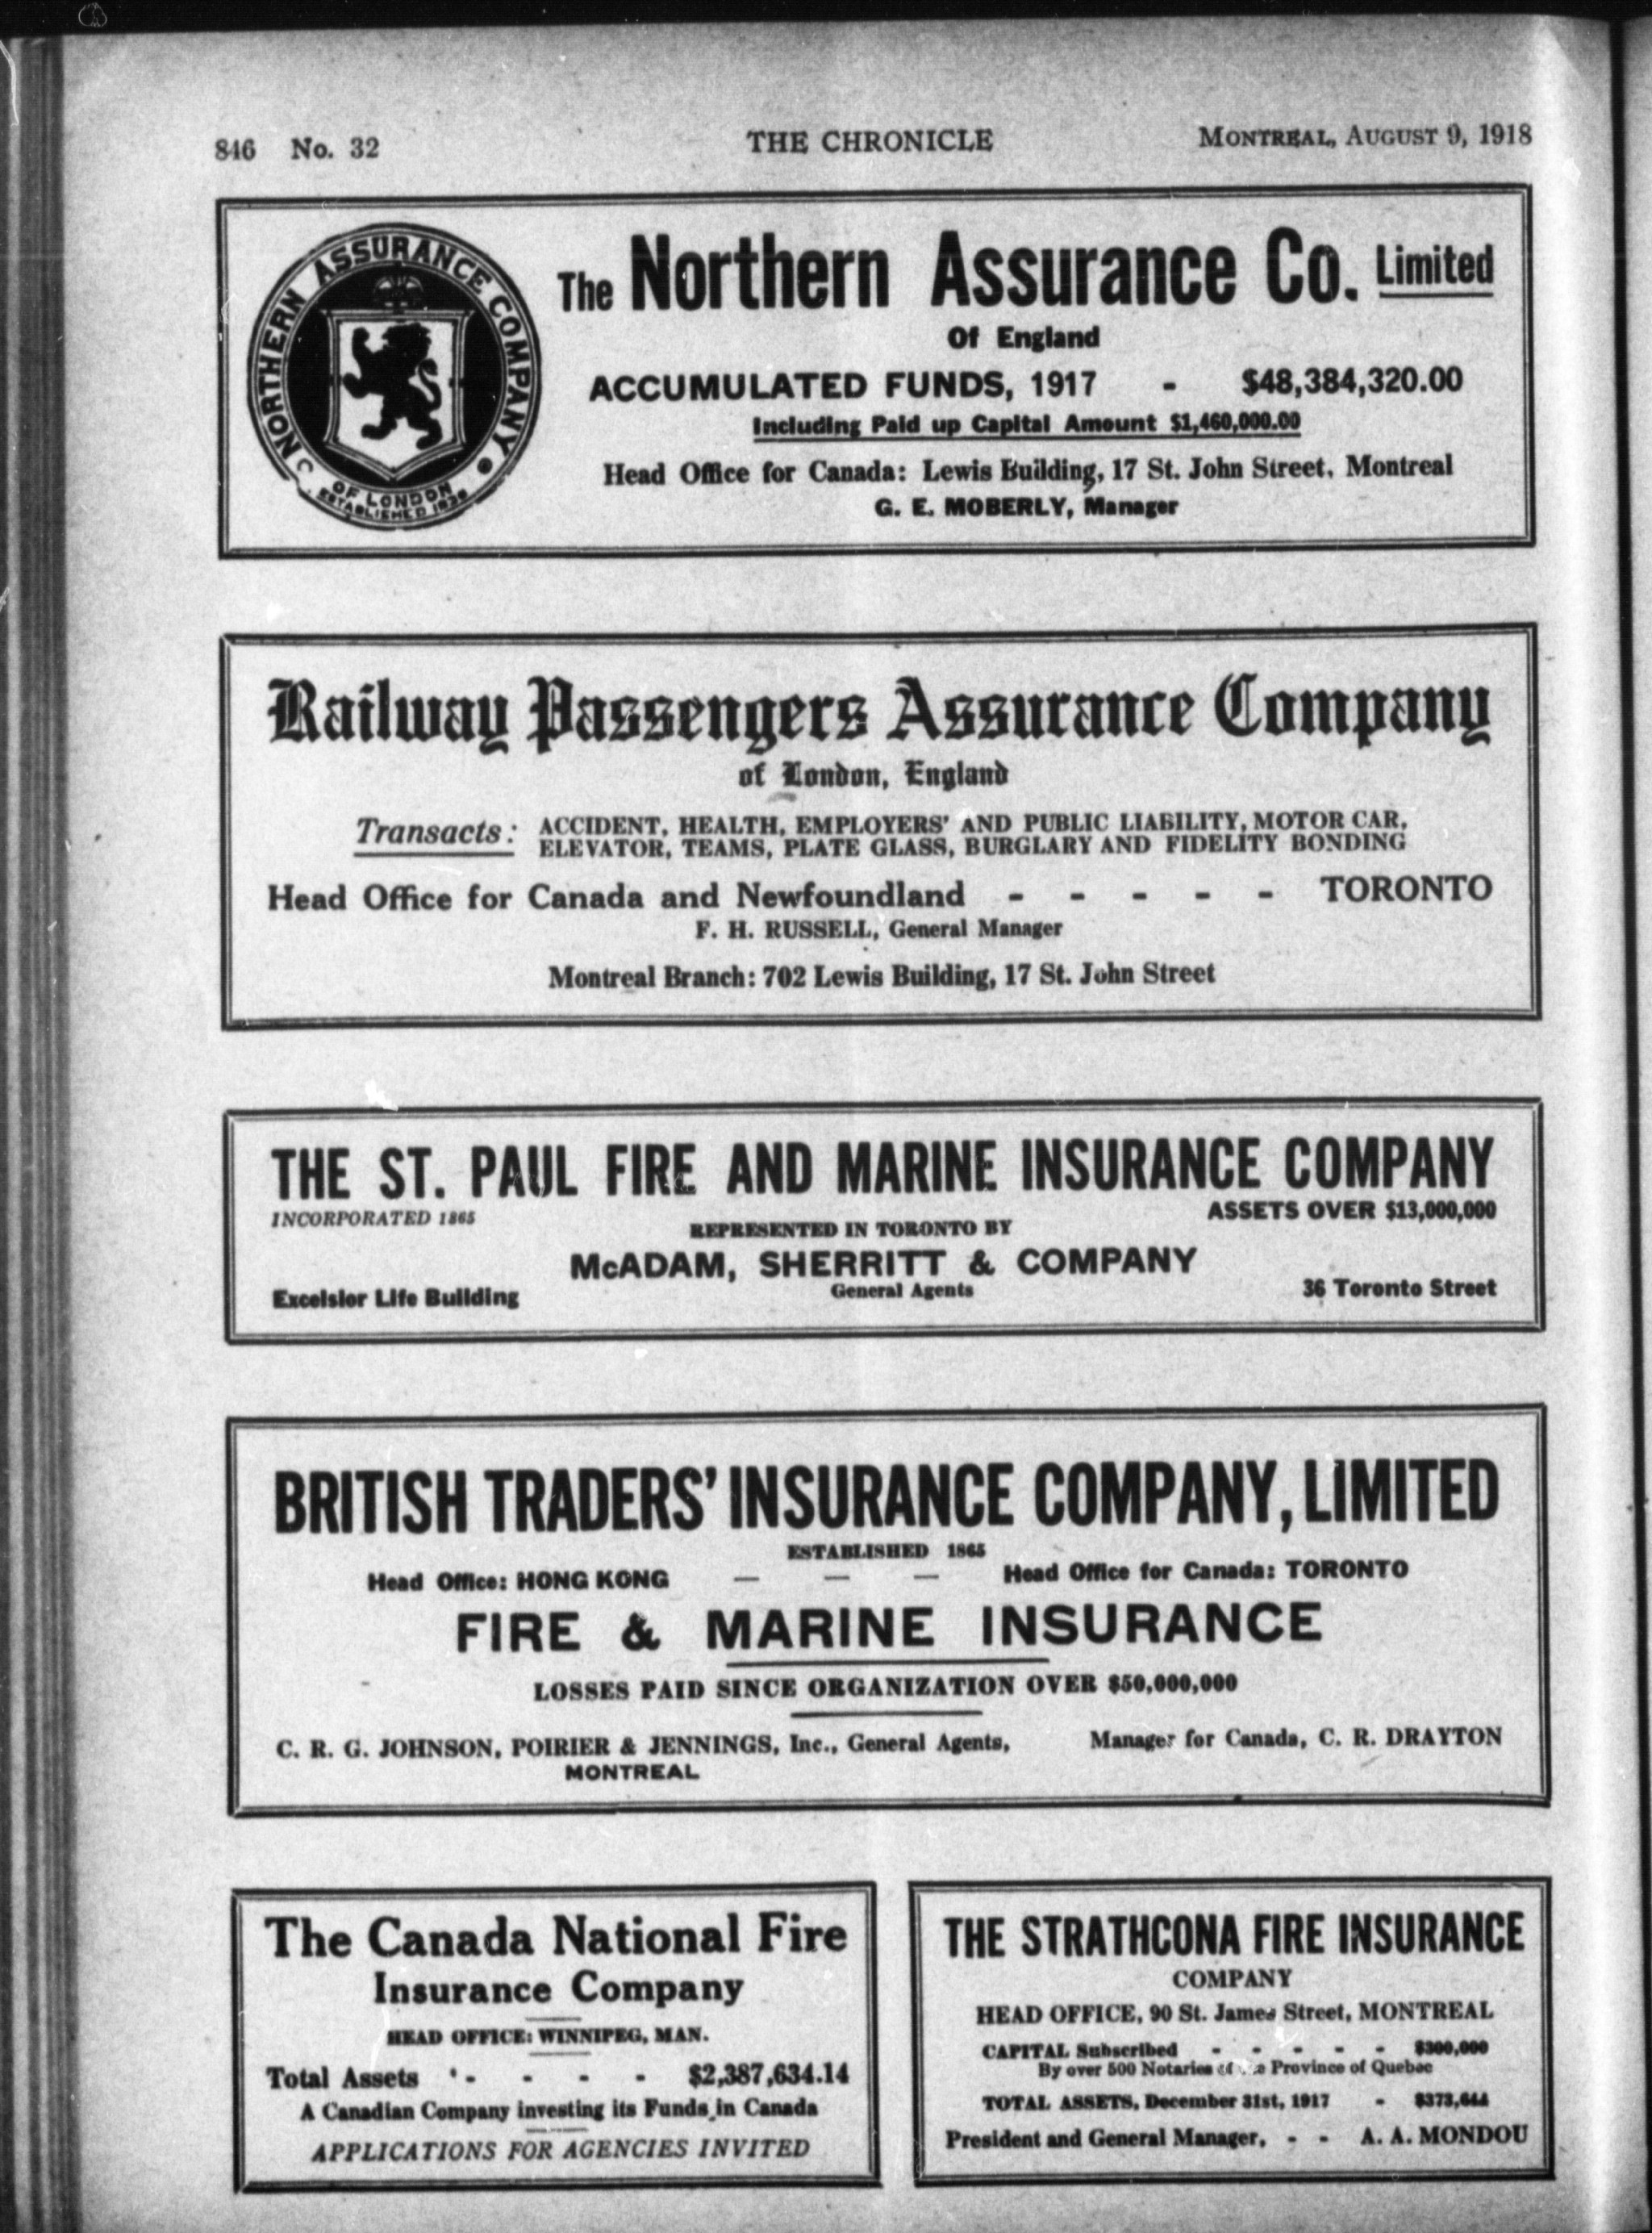 846 No. 32 THE CHRONICLE MONTREAL, AUGUST 9, 1918
NORTHERN ASSURANCE COMPANY
OF LONDON
ESTABLISHED 1836
The Northern Assurance Co. Limited
Of England
ACCUMULATED FUNDS, 1917 - $48,384,320.00
Including Paid up Capital Amount $1,460,000.00
Head Office for Canada: Lewis Building, 17 St. John Street, Montreal
G. E. MOBERLY, Manager
Railway Passengers Assurance Company
of London, England
Transacts: ACCIDENT, HEALTH, EMPLOYERS' AND PUBLIC LIABILITY, MOTOR CAR,
ELEVATOR, TEAMS, PLATE GLASS, BURGLARY AND FIDELITY BONDING
Head Office for Canada and Newfoundland - - - - - TORONTO
F. H. RUSSELL, General Manager
Montreal Branch: 702 Lewis Building, 17 St. John Street
THE ST. PAUL FIRE AND MARINE INSURANCE COMPANY
INCORPORATED 1865 ASSETS OVER $13,000,000
REPRESENTED IN TORONTO BY
McADAM, SHERRITT & COMPANY
Excelsior Life Building General Agents 36 Toronto Street
BRITISH TRADERS' INSURANCE COMPANY, LIMITED
ESTABLISHED 1865
Head Office: HONG KONG — — — Head Office for Canada: TORONTO
FIRE & MARINE INSURANCE
LOSSES PAID SINCE ORGANIZATION OVER $50,000,000
C. R. G. JOHNSON, POIRIER & JENNINGS, Inc., General Agents, Manager for Canada, C. R. DRAYTON
MONTREAL
The Canada National Fire
Insurance Company
HEAD OFFICE: WINNIPEG, MAN.
Total Assets - - - - $2,387,634.14
A Canadian Company investing its Funds in Canada
APPLICATIONS FOR AGENCIES INVITED
THE STRATHCONA FIRE INSURANCE
COMPANY
HEAD OFFICE, 90 St. James Street, MONTREAL
CAPITAL Subscribed - - - - - $300,000
By over 500 Notaries of Province of Quebec
TOTAL ASSETS, December 31st, 1917 - $373,644
President and General Manager, - - A. A. MONDOU